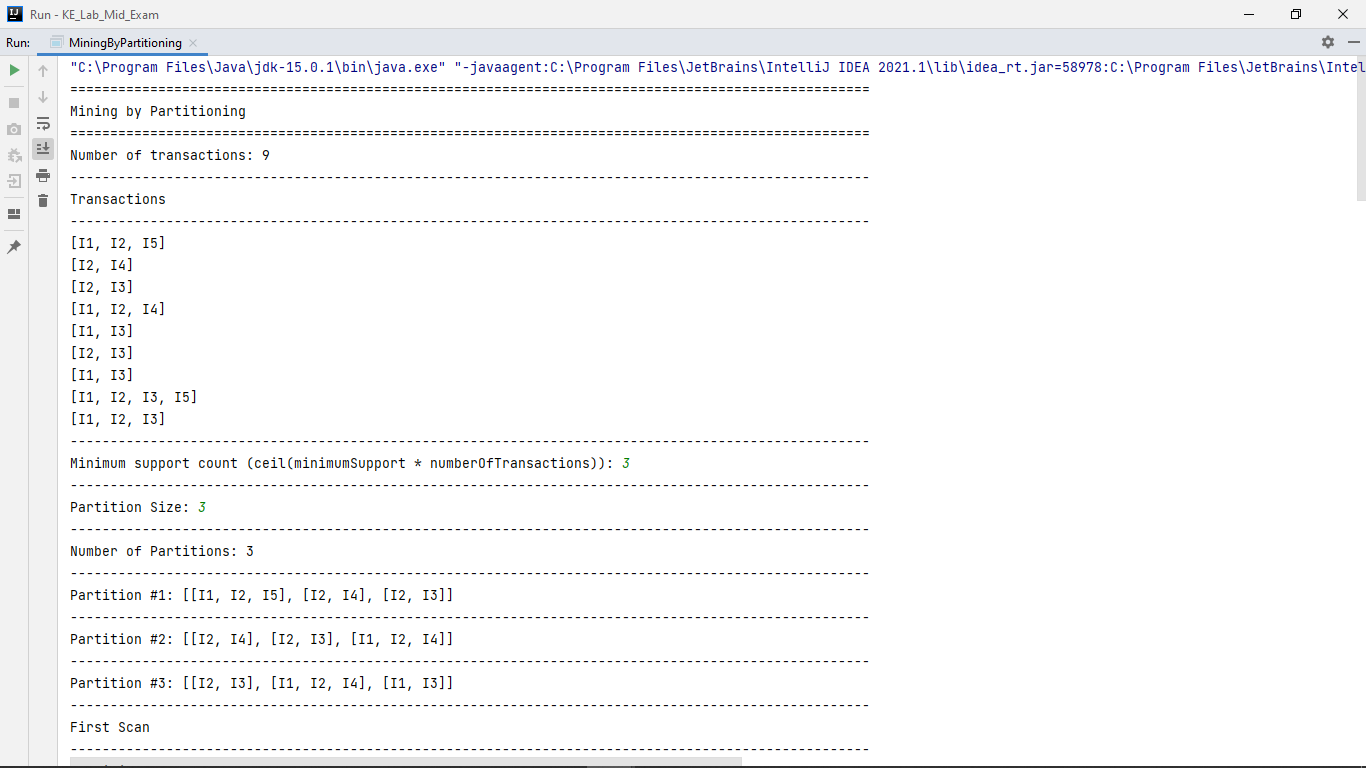 Run - KE_Lab_Mid_Exam
Run: MiningByPartitioning
"C:\Program Files\Java\jdk-15.0.1\bin\java.exe" "-javaagent:C:\Program Files\JetBrains\IntelliJ IDEA 2021.1\lib\idea_rt.jar=58978:C:\Program Files\JetBrains\Intel
====================================================================================================
Mining by Partitioning
====================================================================================================
Number of transactions: 9
----------------------------------------------------------------------------------------------------
Transactions
----------------------------------------------------------------------------------------------------
[I1, I2, I5]
[I2, I4]
[I2, I3]
[I1, I2, I4]
[I1, I3]
[I2, I3]
[I1, I3]
[I1, I2, I3, I5]
[I1, I2, I3]
----------------------------------------------------------------------------------------------------
Minimum support count (ceil(minimumSupport * numberOfTransactions)): 3
----------------------------------------------------------------------------------------------------
Partition Size: 3
----------------------------------------------------------------------------------------------------
Number of Partitions: 3
----------------------------------------------------------------------------------------------------
Partition #1: [[I1, I2, I5], [I2, I4], [I2, I3]]
----------------------------------------------------------------------------------------------------
Partition #2: [[I2, I4], [I2, I3], [I1, I2, I4]]
----------------------------------------------------------------------------------------------------
Partition #3: [[I2, I3], [I1, I2, I4], [I1, I3]]
----------------------------------------------------------------------------------------------------
First Scan
----------------------------------------------------------------------------------------------------